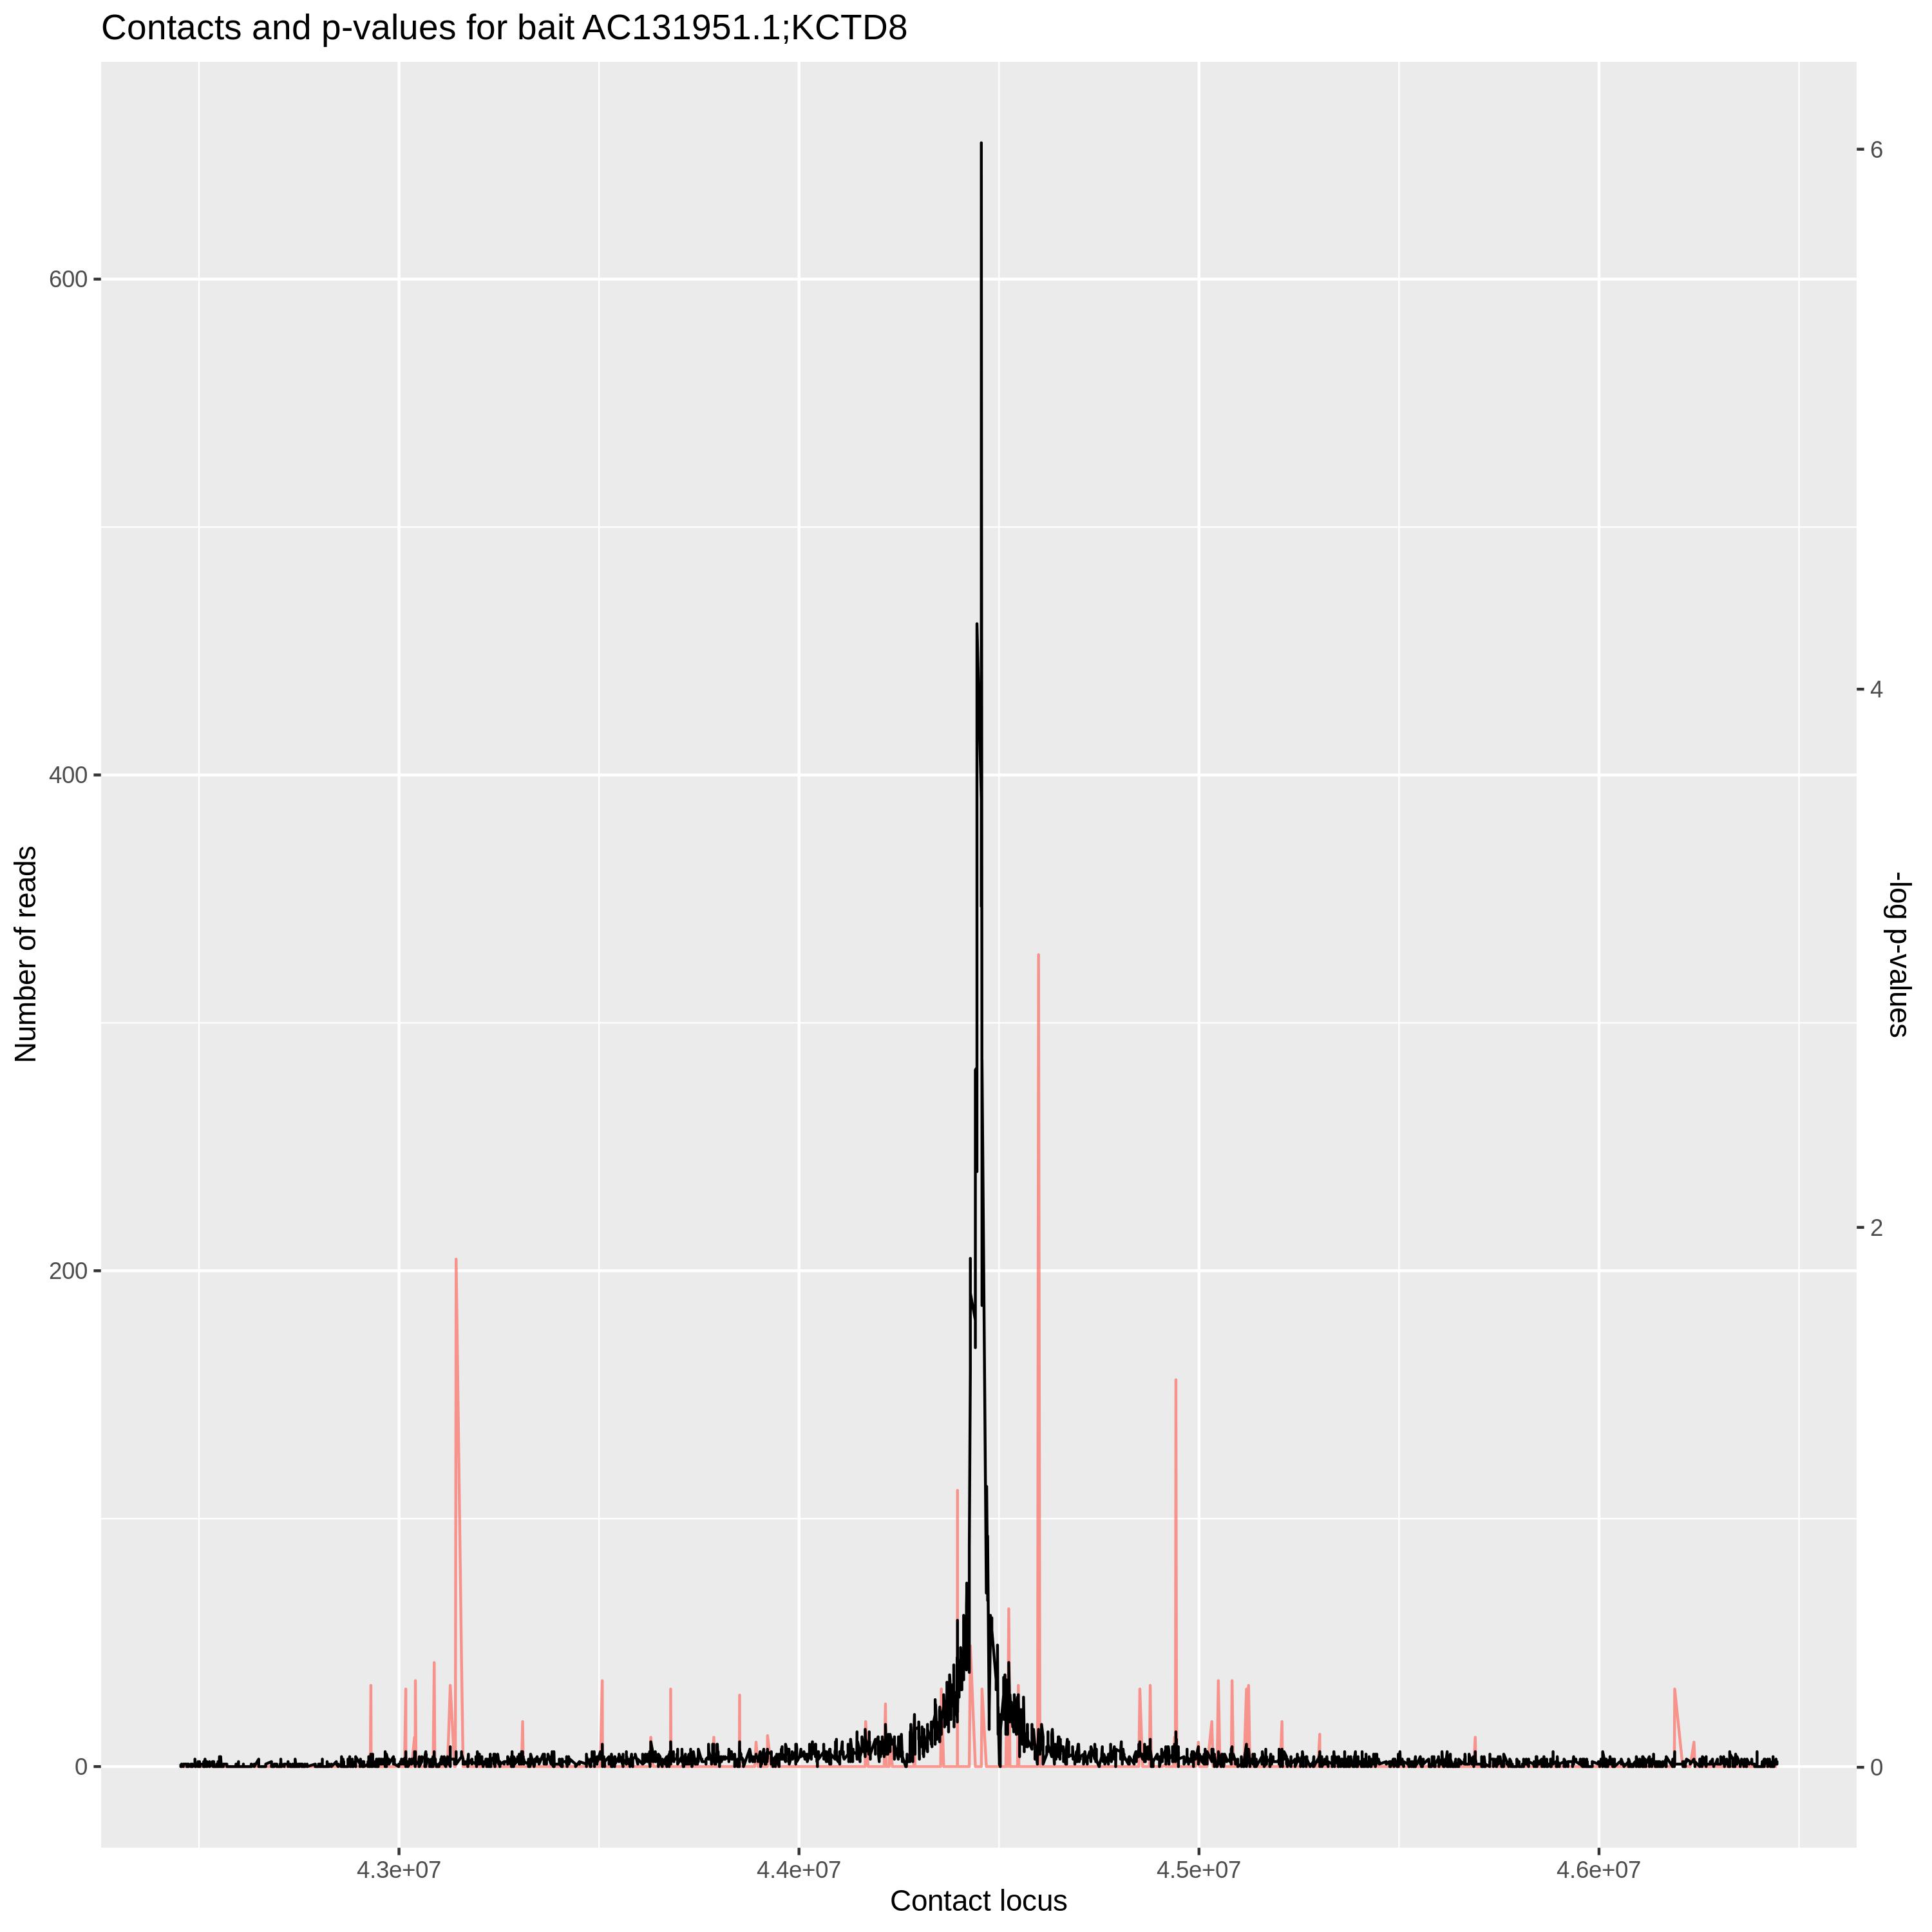 Contacts and p-values for bait AC131951.1;KCTD8
6
600
4
400
Number of reads
-log p-values
2
200
0
0
4.3e+07 4.4e+07 4.5e+07 4.6e+07
Contact locus